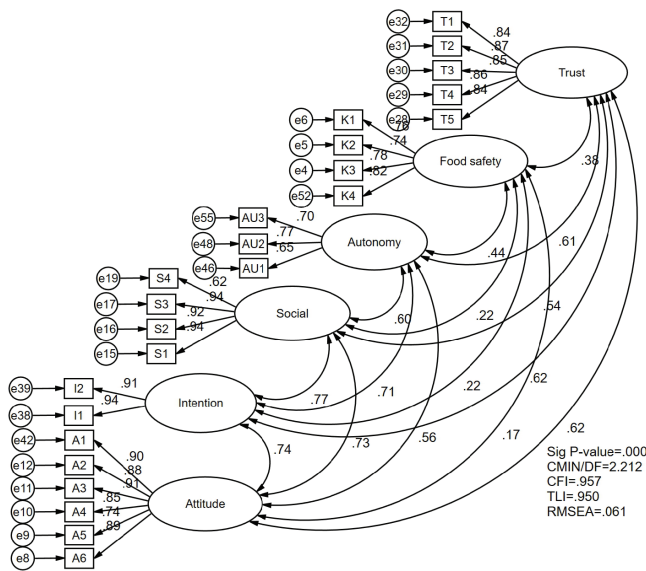 e32 T1 .84
e31 T2 .87
e30 T3 .85
e29 T4 .86
e28 T5 .84
Trust
e6 K1 .76
e5 K2 .74
e4 K3 .78
e52 K4 .82
Food safety
.38
e55 AU3 .70
e48 AU2 .77
e46 AU1 .65
Autonomy
.44
.61
e19 S4 .62
e17 S3 .94
e16 S2 .92
e15 S1 .94
Social
.60
.22
.54
e39 I2 .91
e38 I1 .94
Intention
.77
.71
.22
.62
e42 A1 .90
e12 A2 .88
e11 A3 .91
e10 A4 .85
e9 A5 .74
e8 A6 .89
Attitude
.74
.73
.56
.17
.62
Sig P-value=.000
CMIN/DF=2.212
CFI=.957
TLI=.950
RMSEA=.061